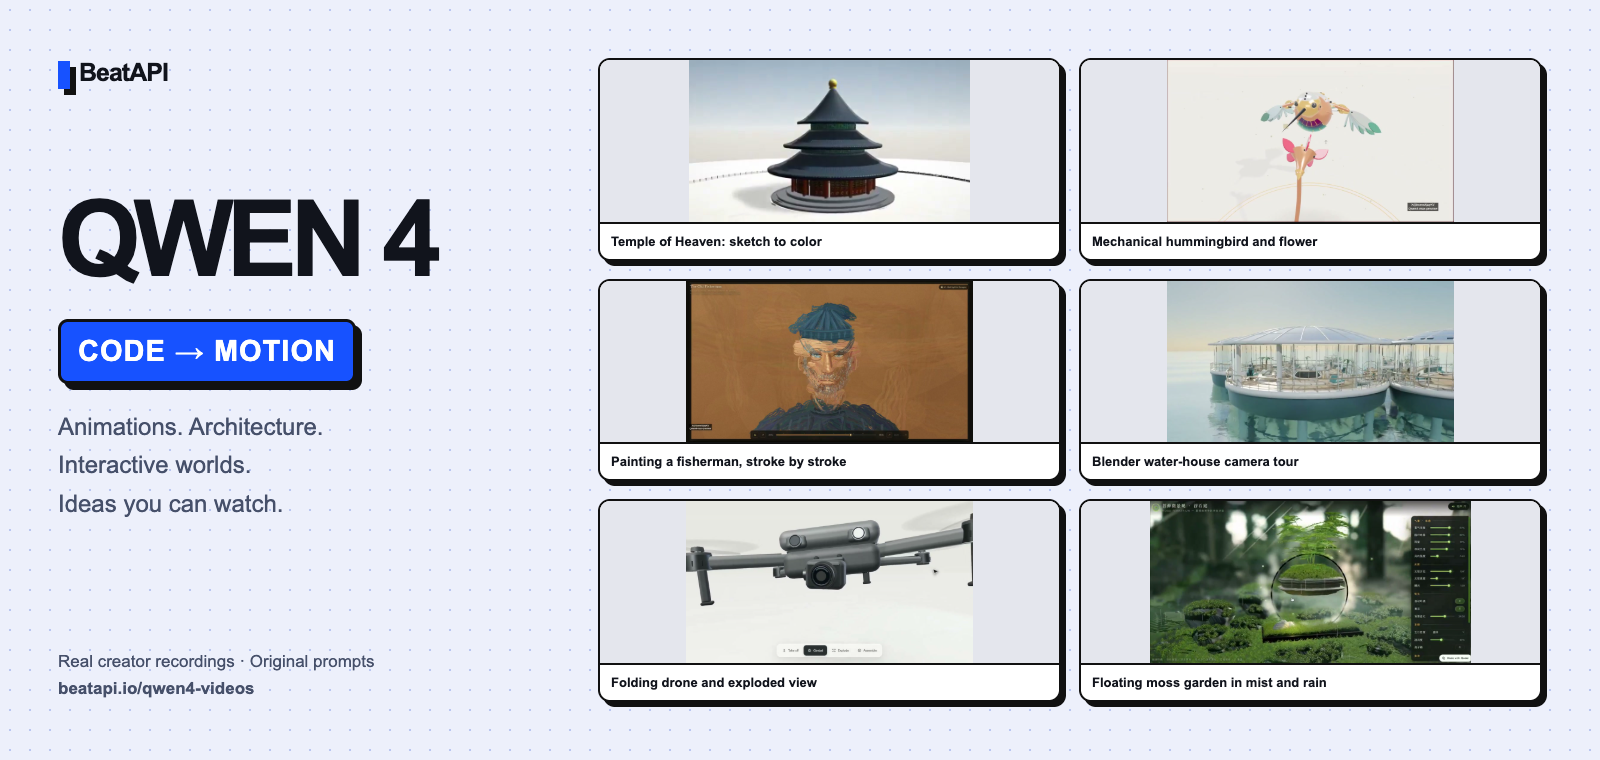 BeatAPI
QWEN 4
CODE → MOTION
Animations. Architecture.
Interactive worlds.
Ideas you can watch.
Real creator recordings · Original prompts
beatapi.io/qwen4-videos
Temple of Heaven: sketch to color
Mechanical hummingbird and flower
Painting a fisherman, stroke by stroke
Blender water-house camera tour
Folding drone and exploded view
Floating moss garden in mist and rain